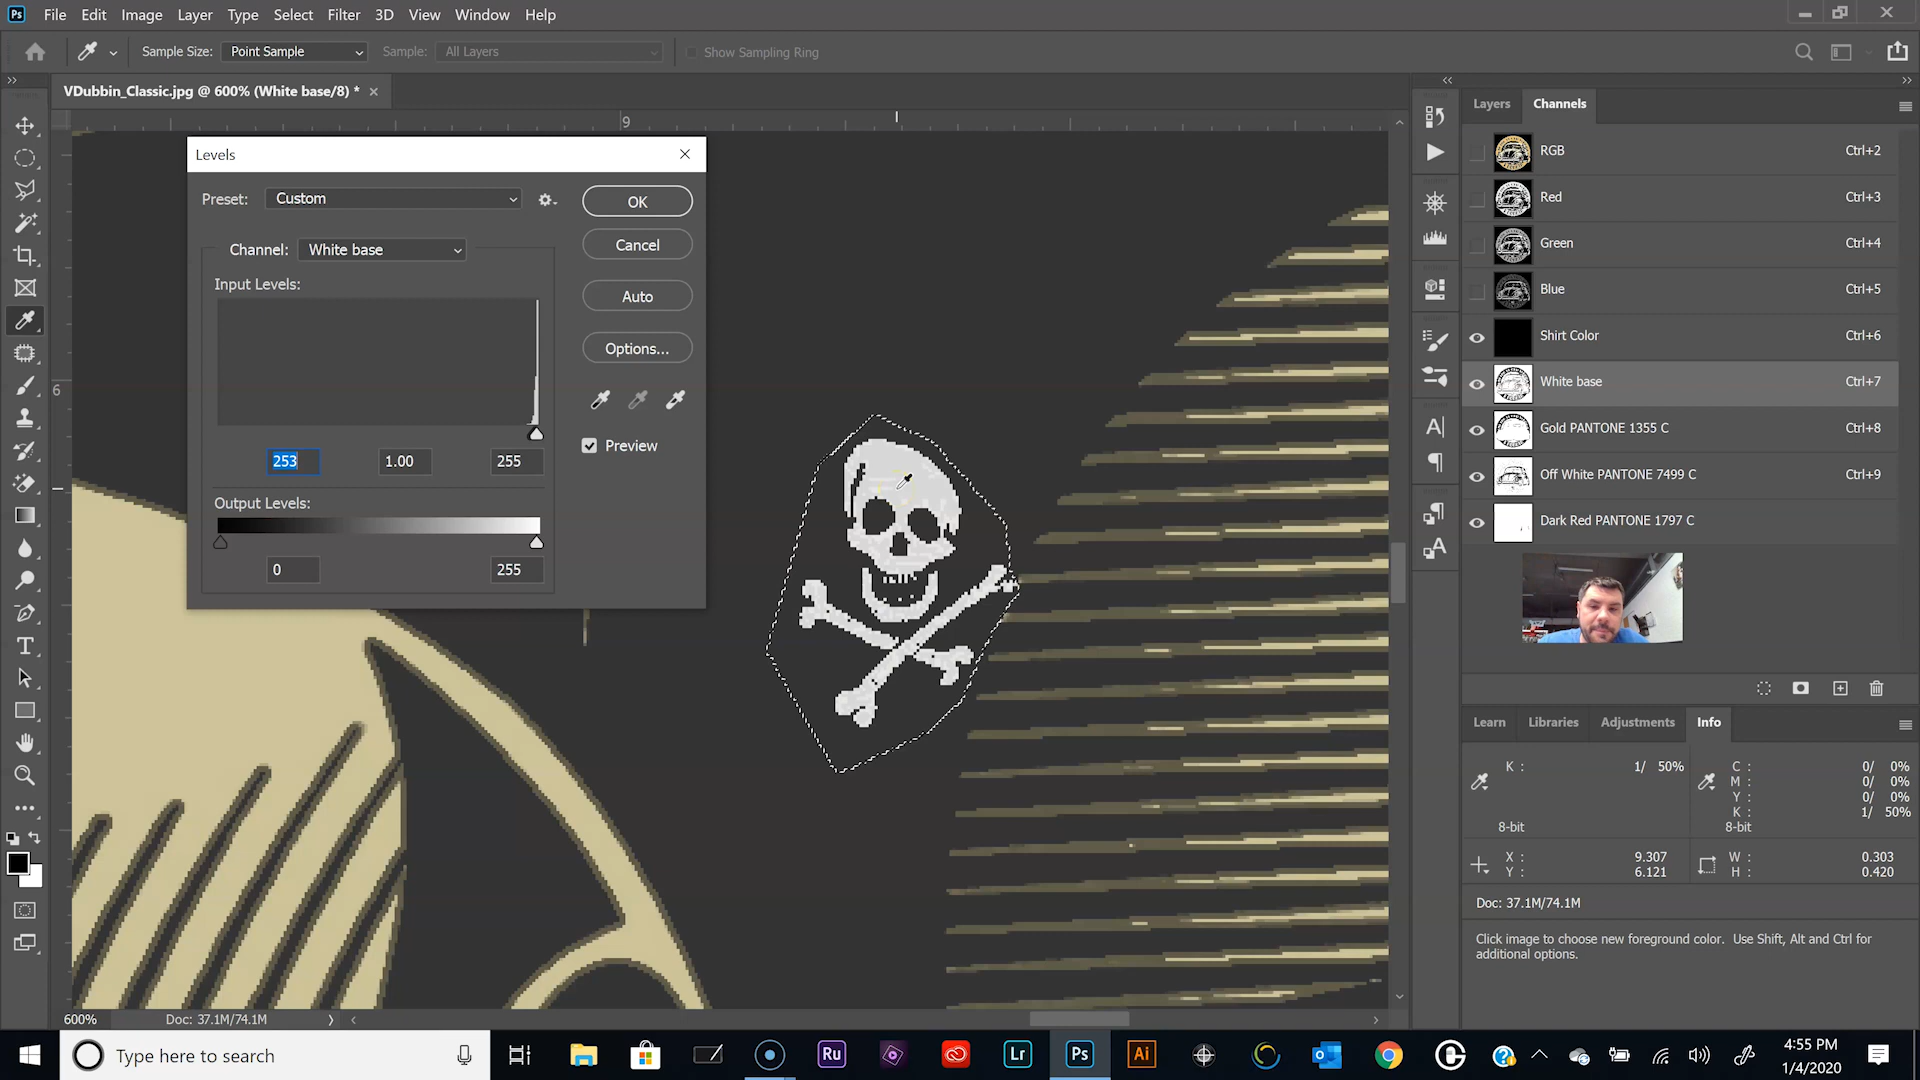 Ps File Edit Image Layer Type Select Filter 3D View Window Help
Sample Size: Point Sample Sample: All Layers Show Sampling Ring
VDubbin_Classic.jpg @ 600% (White base/8) * ×
9
6
Levels
Preset: Custom
OK
Channel: White base
Cancel
Input Levels:
Auto
Options...
Preview
253 1.00 255
Output Levels:
0 255
Layers Channels
RGB Ctrl+2
Red Ctrl+3
Green Ctrl+4
Blue Ctrl+5
Shirt Color Ctrl+6
White base Ctrl+7
Gold PANTONE 1355 C Ctrl+8
Off White PANTONE 7499 C Ctrl+9
Dark Red PANTONE 1797 C
Learn Libraries Adjustments Info
K : 1/ 50% C : 0/ 0%
M : 0/ 0%
Y : 0/ 0%
K : 1/ 50%
8-bit 8-bit
X : 9.307 W : 0.303
Y : 6.121 H : 0.420
Doc: 37.1M/74.1M
Click image to choose new foreground color. Use Shift, Alt and Ctrl for
additional options.
600% Doc: 37.1M/74.1M
Type here to search
Ru Lr Ps Ai
4:55 PM
1/4/2020